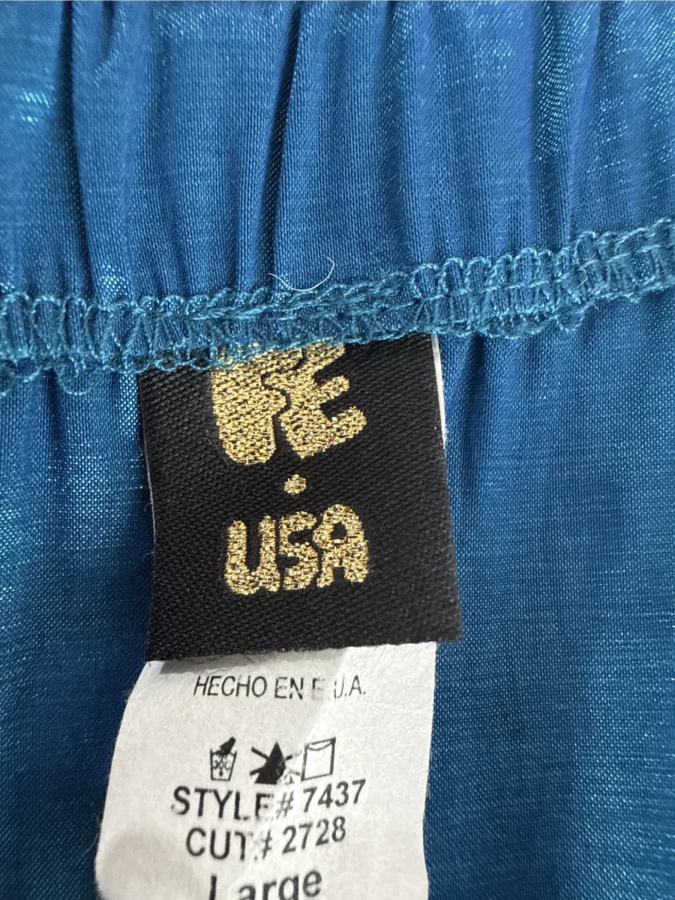 FE
USA
HECHO EN E.U.A.
STYLE# 7437
CUT# 2728
Large